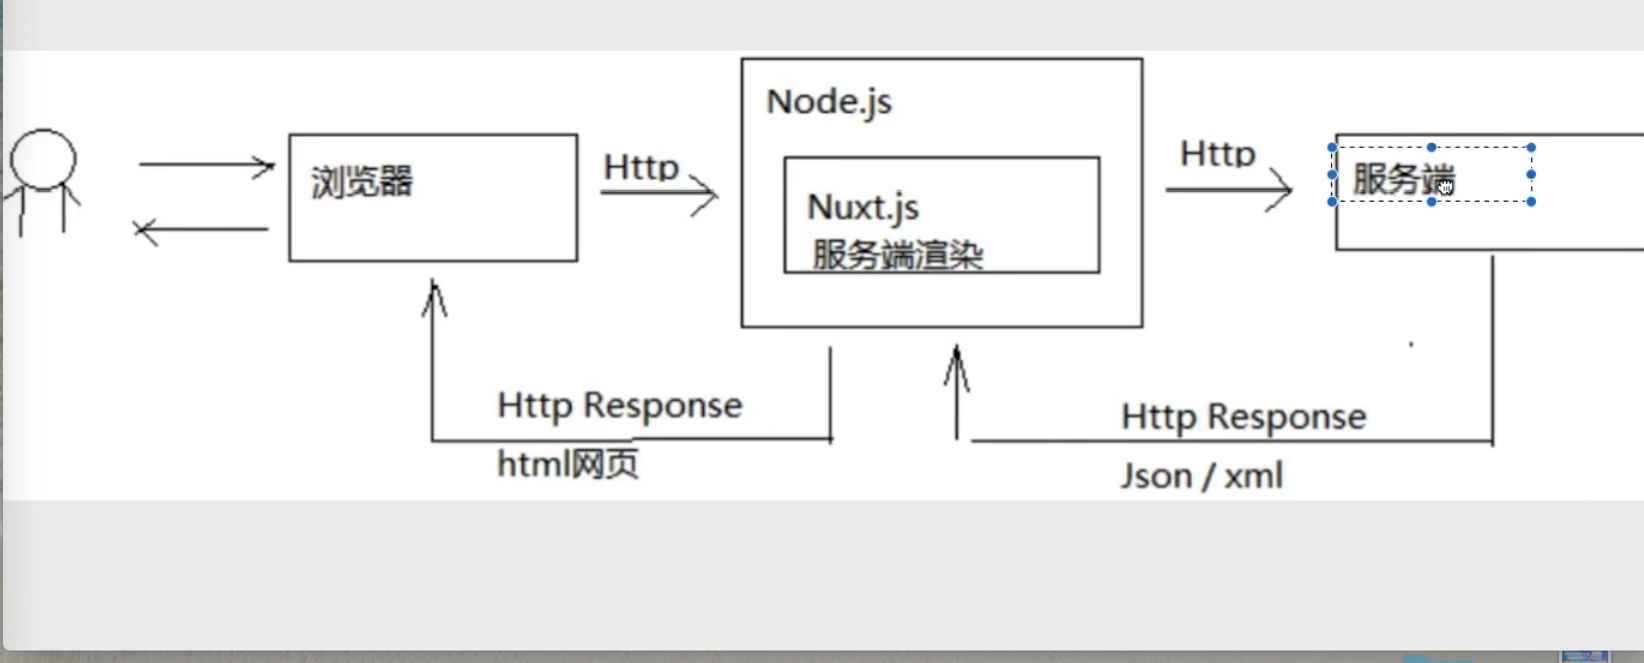 浏览器
Http
Node.js
Nuxt.js
服务端渲染
Http
服务端
Http Response
html网页
Http Response
Json / xml